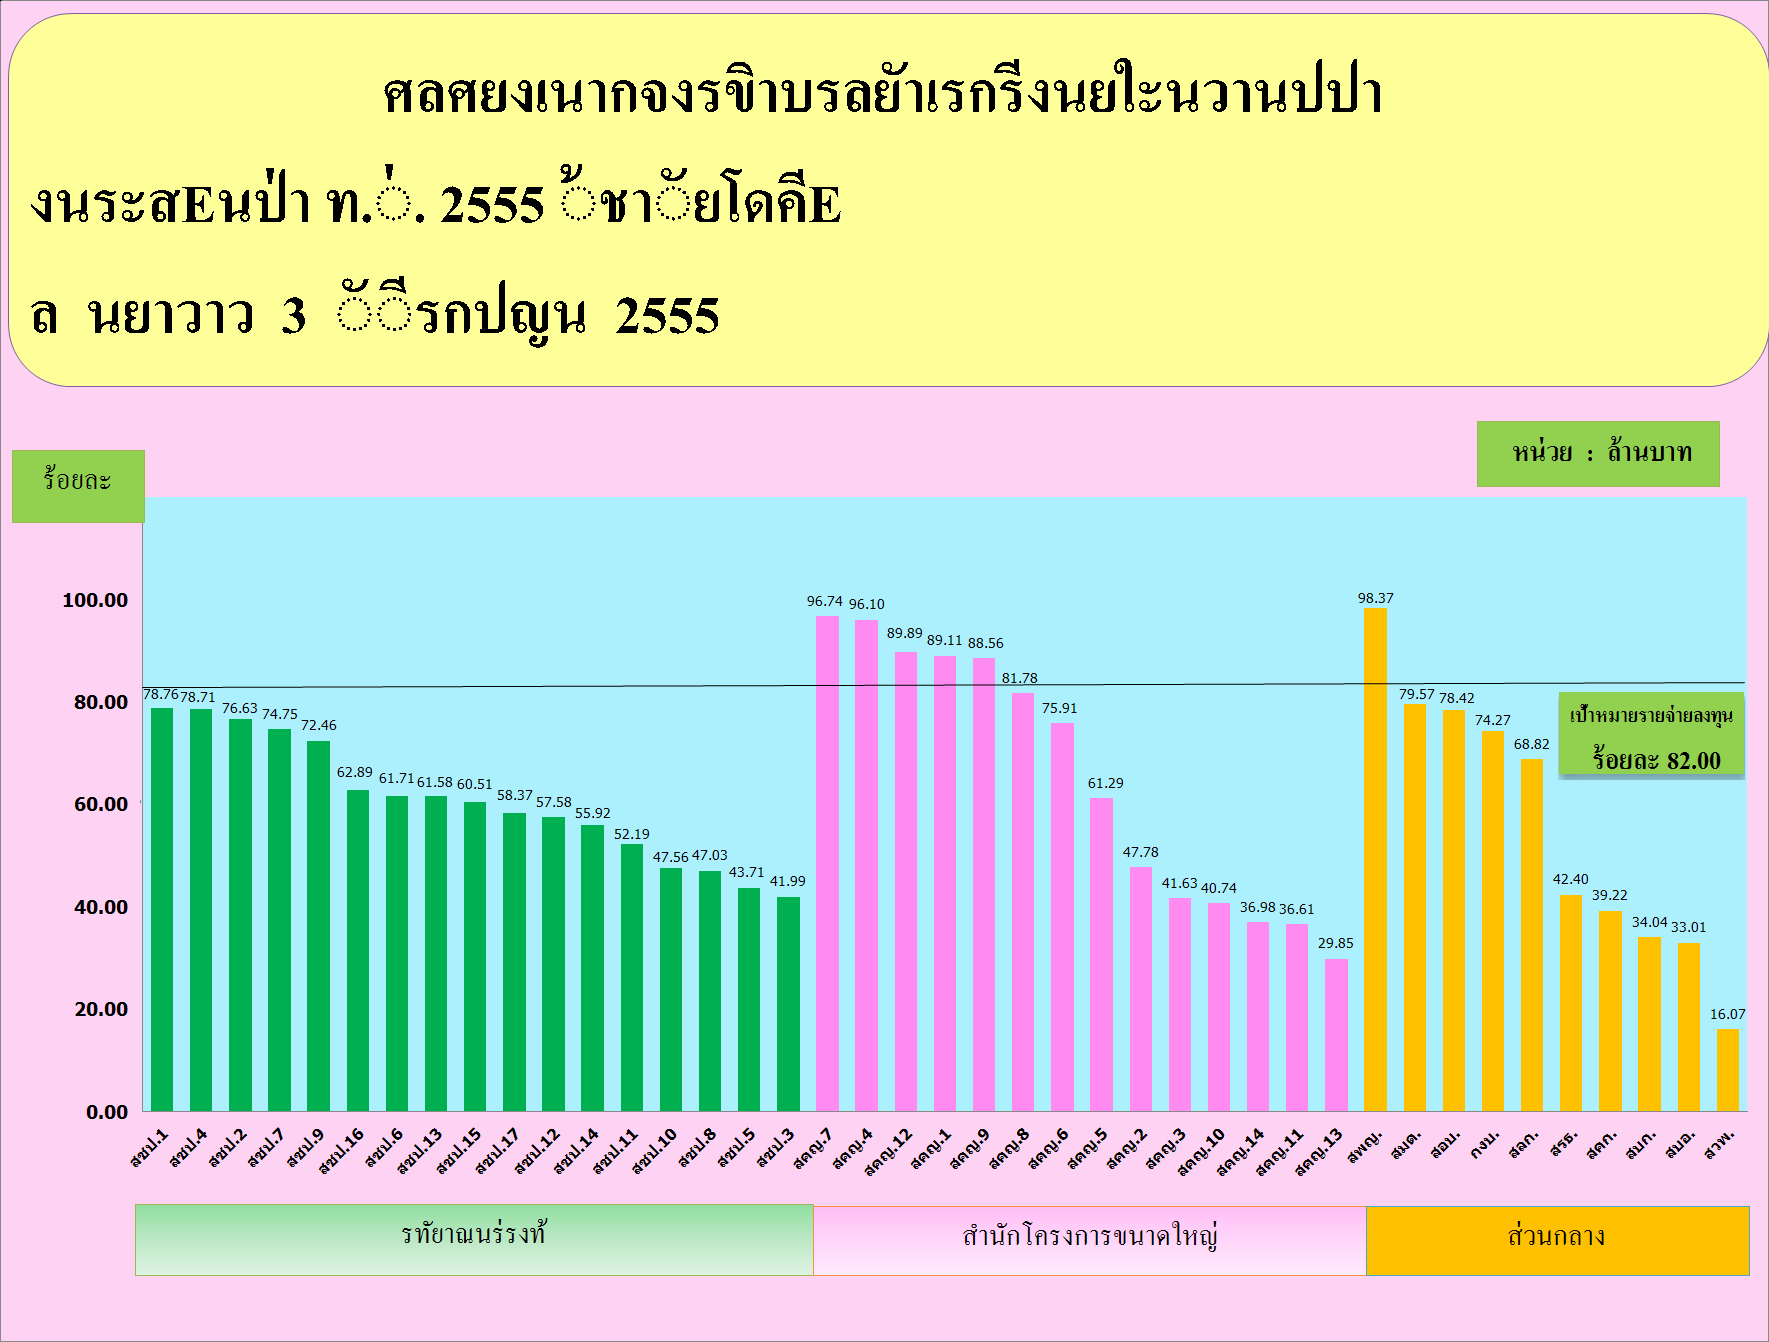 ศลศยงเนากจงรขิาบรลยัาเรกรีงนยใะนวานปปา
งนระสEนป่า ท.่. 2555 ้ชาัยโดคีE
ล นยาวาว 3 ัีรกปญูน 2555
หน่วย : ล้านบาท
ร้อยละ
100.00
80.00
60.00
40.00
20.00
0.00
78.76 78.71 76.63 74.75 72.46 62.89 61.71 61.58 60.51 58.37 57.58 55.92 52.19 47.56 47.03 43.71 41.99 96.74 96.10 89.89 89.11 88.56 81.78 75.91 61.29 47.78 41.63 40.74 36.98 36.61 29.85 98.37 79.57 78.42 74.27 68.82 42.40 39.22 34.04 33.01 16.07
เป้าหมายรายจ่ายลงทุน
ร้อยละ 82.00
สชป.1 สชป.4 สชป.2 สชป.7 สชป.9 สชป.16 สชป.6 สชป.13 สชป.15 สชป.17 สชป.12 สชป.14 สชป.11 สชป.10 สชป.8 สชป.5 สชป.3 สคญ.7 สคญ.4 สคญ.12 สคญ.1 สคญ.9 สคญ.8 สคญ.6 สคญ.5 สคญ.2 สคญ.3 สคญ.10 สคญ.14 สคญ.11 สคญ.13 สพญ. สมด. สอบ. กงบ. สลก. สรธ. สคก. สบก. สบอ. สวพ.
รทัยาณนร่รงท้ สำนักโครงการขนาดใหญ่ ส่วนกลาง